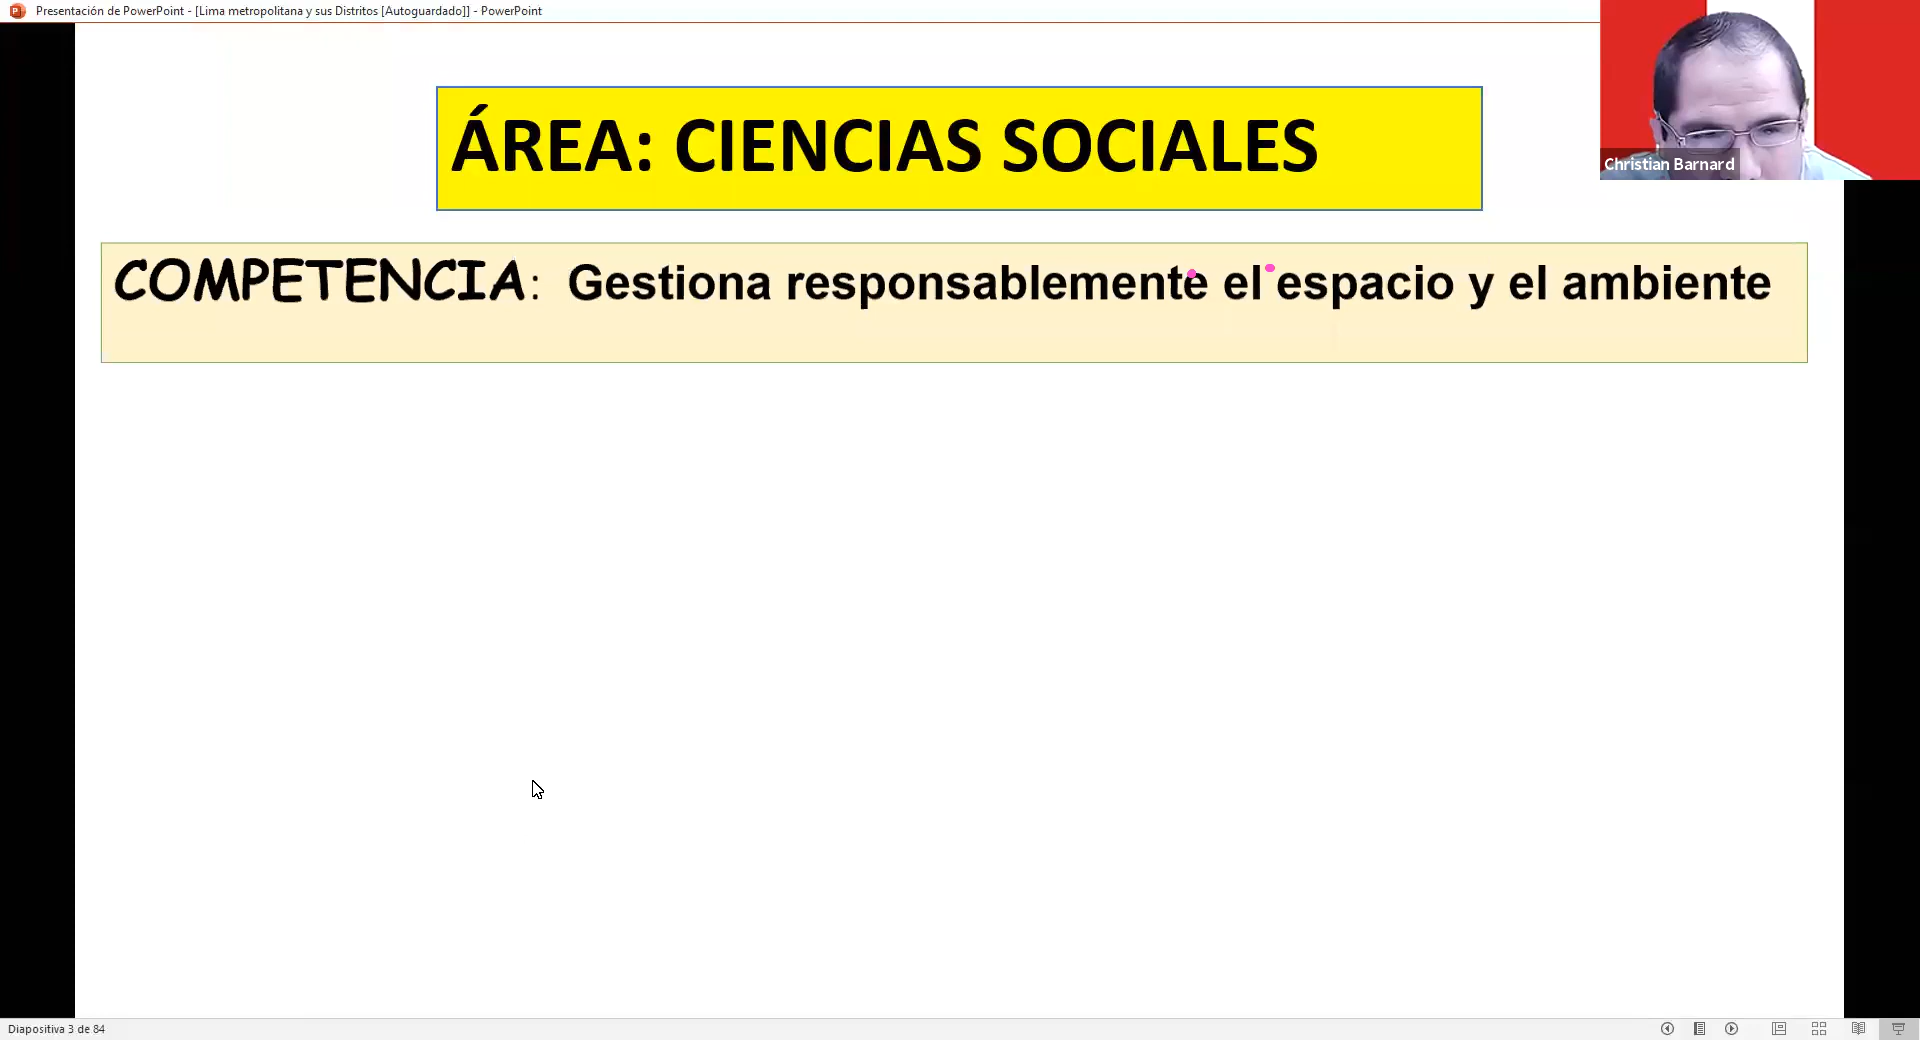 Presentación de PowerPoint - [Lima metropolitana y sus Distritos [Autoguardado]] - PowerPoint
ÁREA: CIENCIAS SOCIALES
Christian Barnard
COMPETENCIA: Gestiona responsablemente el espacio y el ambiente
Diapositiva 3 de 84